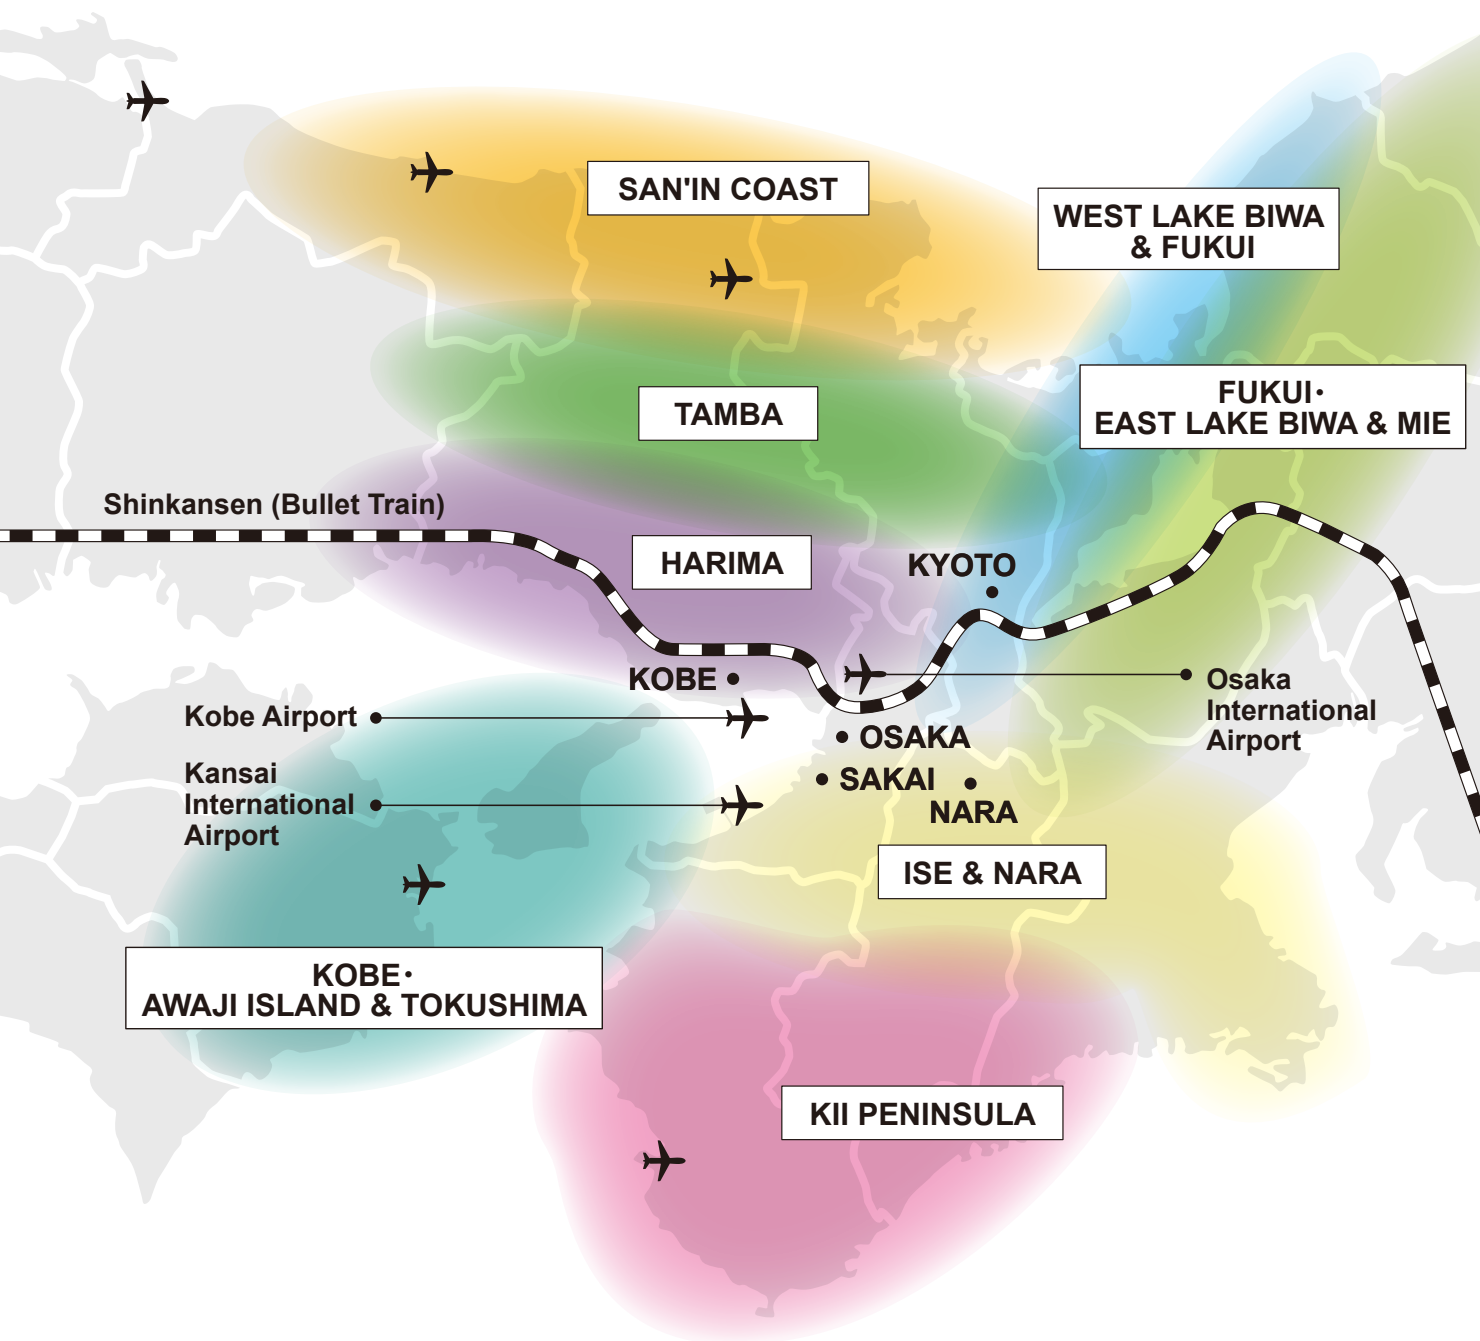 SAN'IN COAST
WEST LAKE BIWA
& FUKUI
FUKUI・
EAST LAKE BIWA & MIE
TAMBA
Shinkansen (Bullet Train)
HARIMA
KYOTO
KOBE
Osaka
International
Airport
Kobe Airport
OSAKA
Kansai
International
Airport
SAKAI
NARA
ISE & NARA
KOBE・
AWAJI ISLAND & TOKUSHIMA
KII PENINSULA